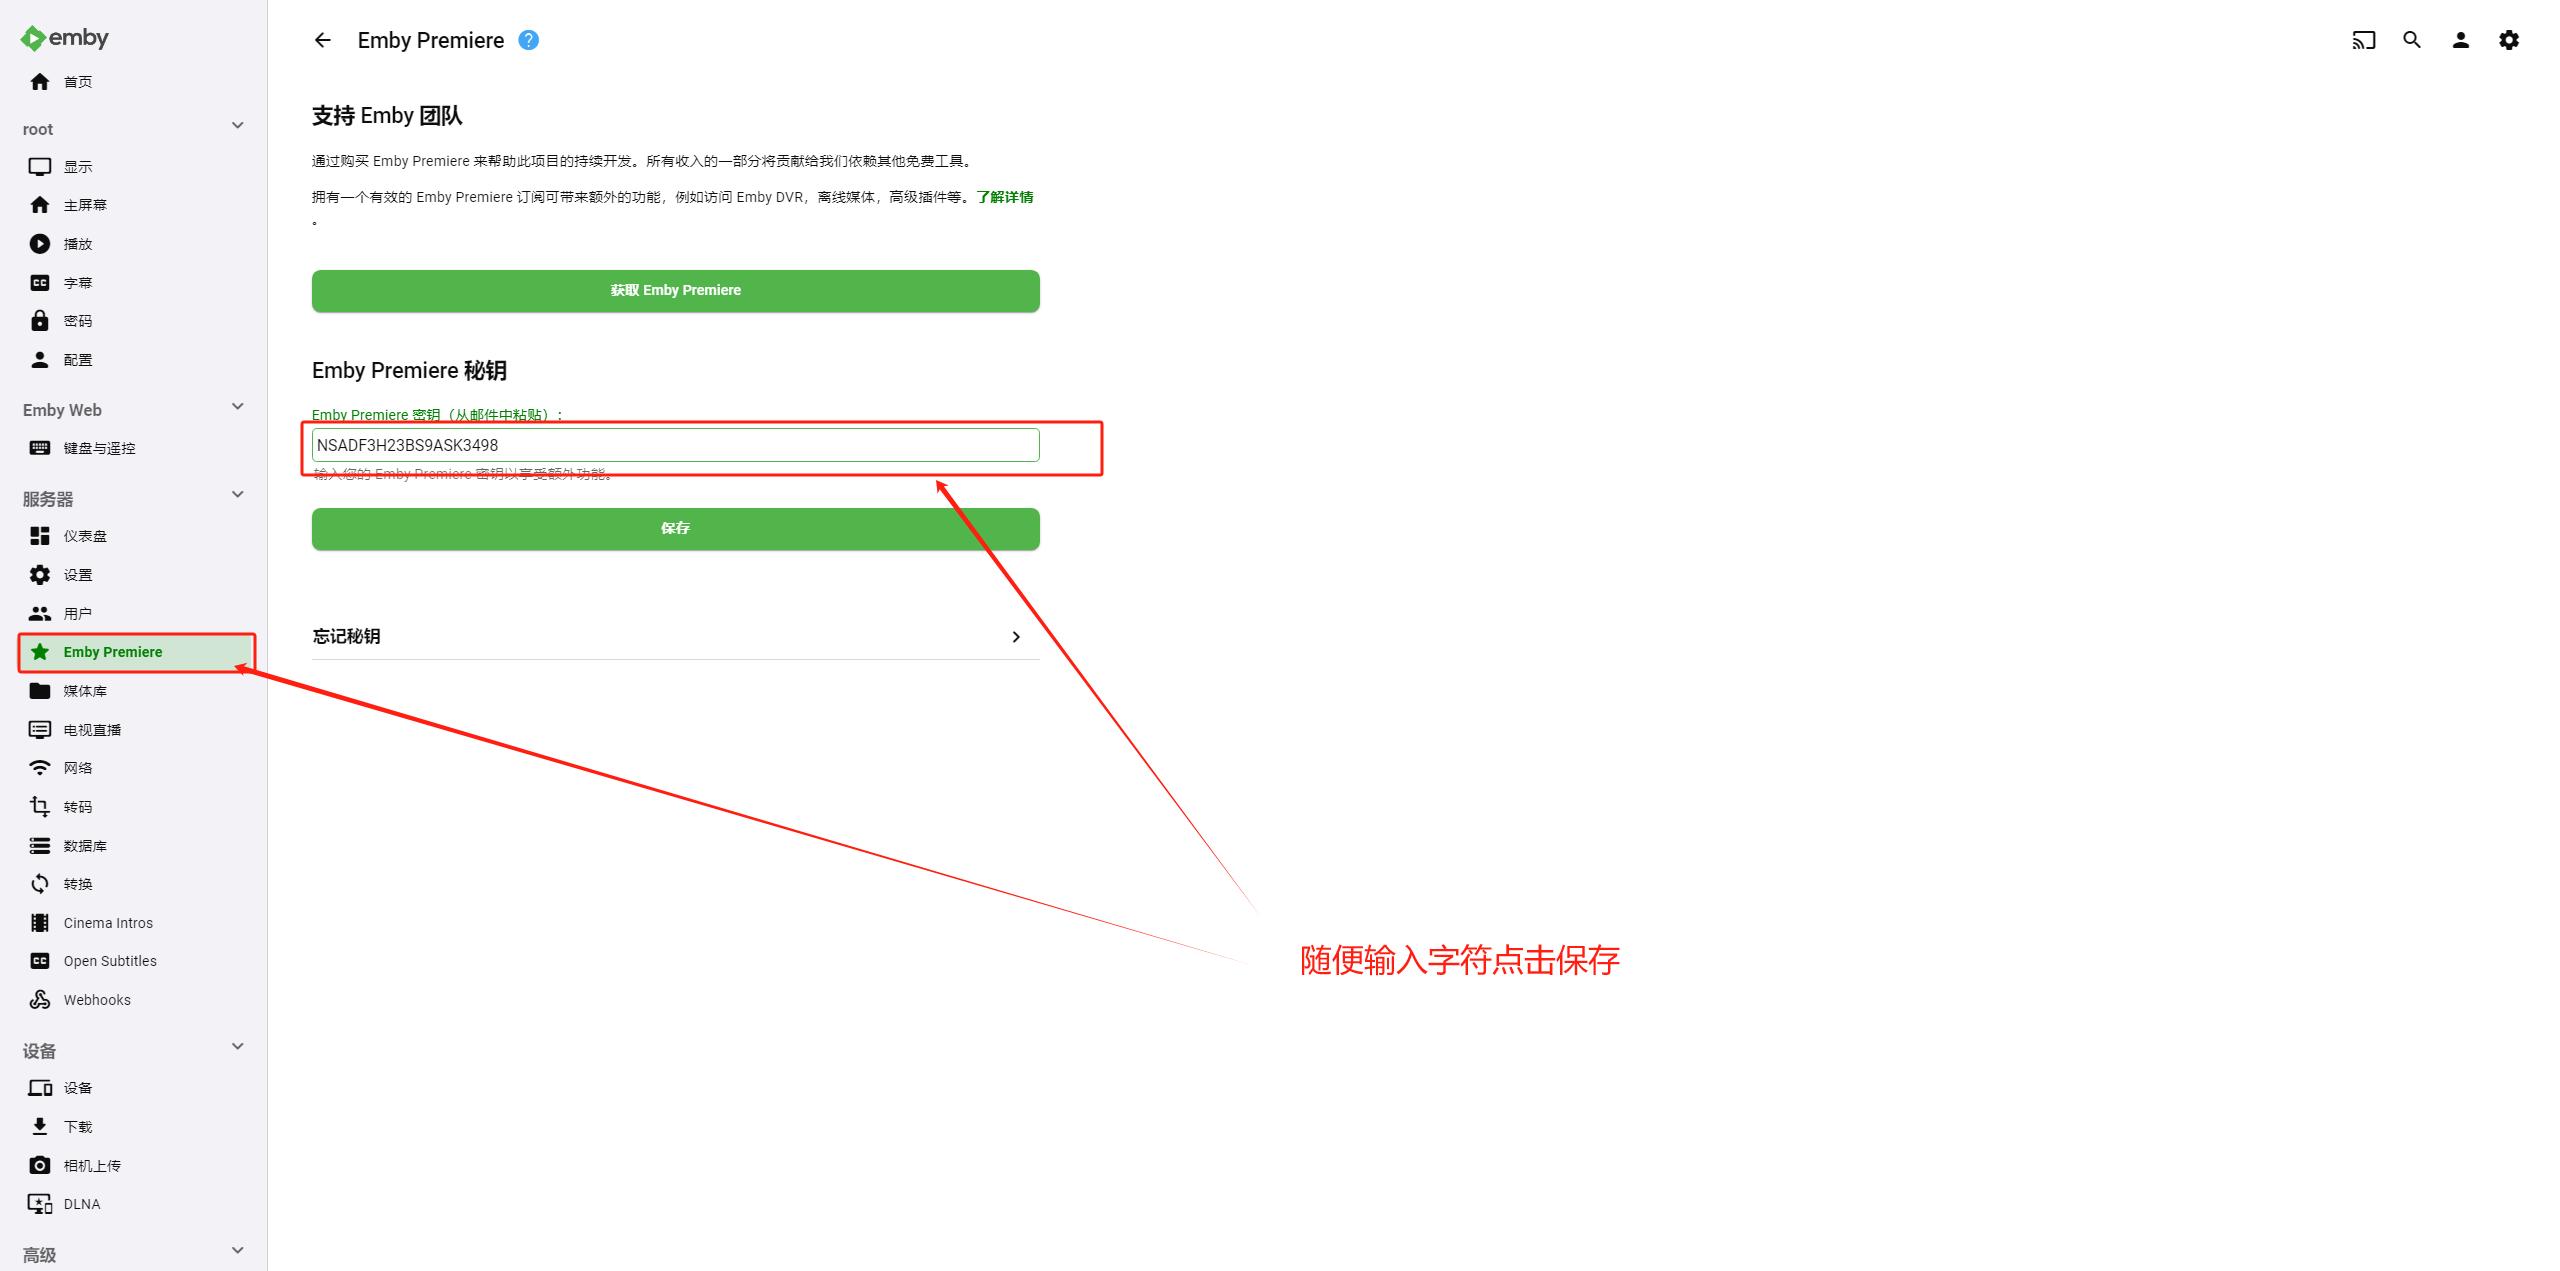 emby
首页
root
显示
主屏幕
播放
字幕
密码
配置
Emby Web
键盘与遥控
服务器
仪表盘
设置
用户
Emby Premiere
媒体库
电视直播
网络
转码
数据库
转换
Cinema Intros
Open Subtitles
Webhooks
设备
设备
下载
相机上传
DLNA
高级
Emby Premiere ?
支持 Emby 团队
通过购买 Emby Premiere 来帮助此项目的持续开发。所有收入的一部分将贡献给我们依赖其他免费工具。
拥有一个有效的 Emby Premiere 订阅可带来额外的功能，例如访问 Emby DVR，离线媒体，高级插件等。了解详情
。
获取 Emby Premiere
Emby Premiere 秘钥
Emby Premiere 密钥（从邮件中粘贴）：
NSADF3H23BS9ASK3498
输入您的 Emby Premiere 密钥以享受额外功能。
保存
忘记秘钥
随便输入字符点击保存